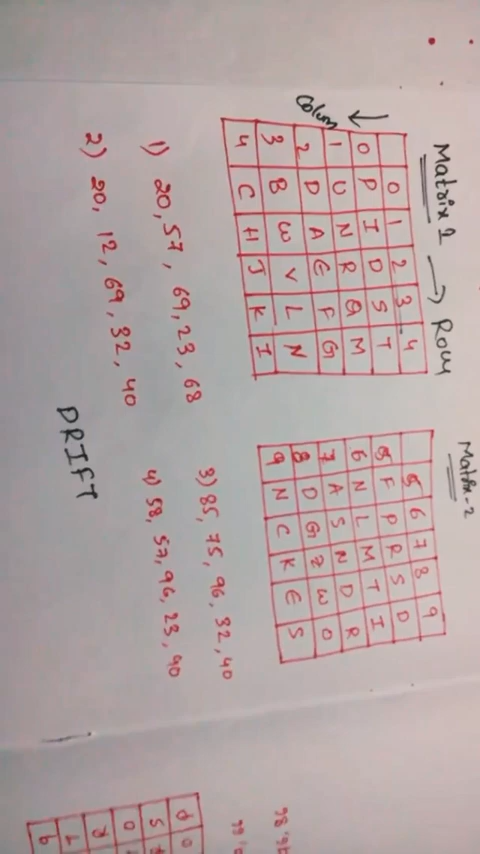 Matrix 1 → Row
Matrix-2
Colum
0 1 2 3 4
0 P I D S T
1 U N R Q M
2 D A E F G
3 B W V L N
4 C H J K I
5 6 7 8 9
5 F P R S D
6 N L M T I
7 A S N D R
8 D G Z W O
9 N C K E S
1) 20, 57, 69, 23, 68
2) 20, 12, 69, 32, 40
3) 85, 75, 96, 32, 40
4) 58, 57, 96, 23, 90
DRIFT